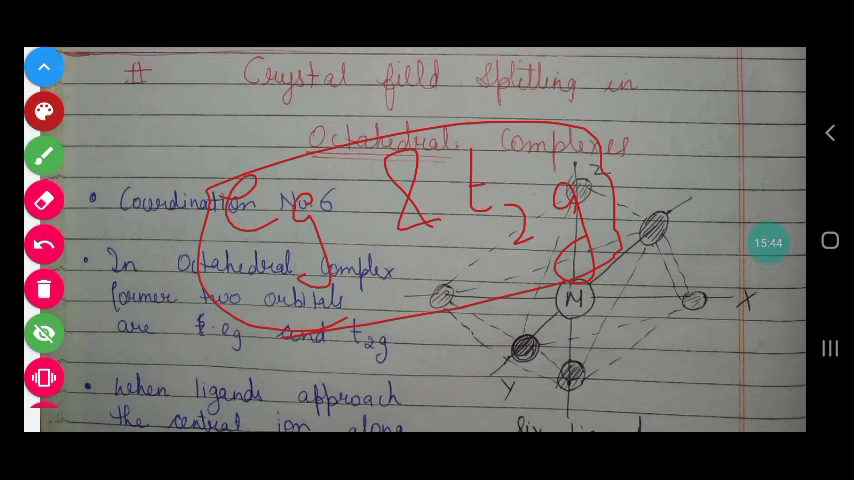 # Crystal field Splitting in
Octahedral Complexes
• Coordination No. 6
eg & t2g
• In Octahedral complex
former two orbitals
are eg and t2g
• When ligands approach
the central ion along
Z
M
X
Y
15:44